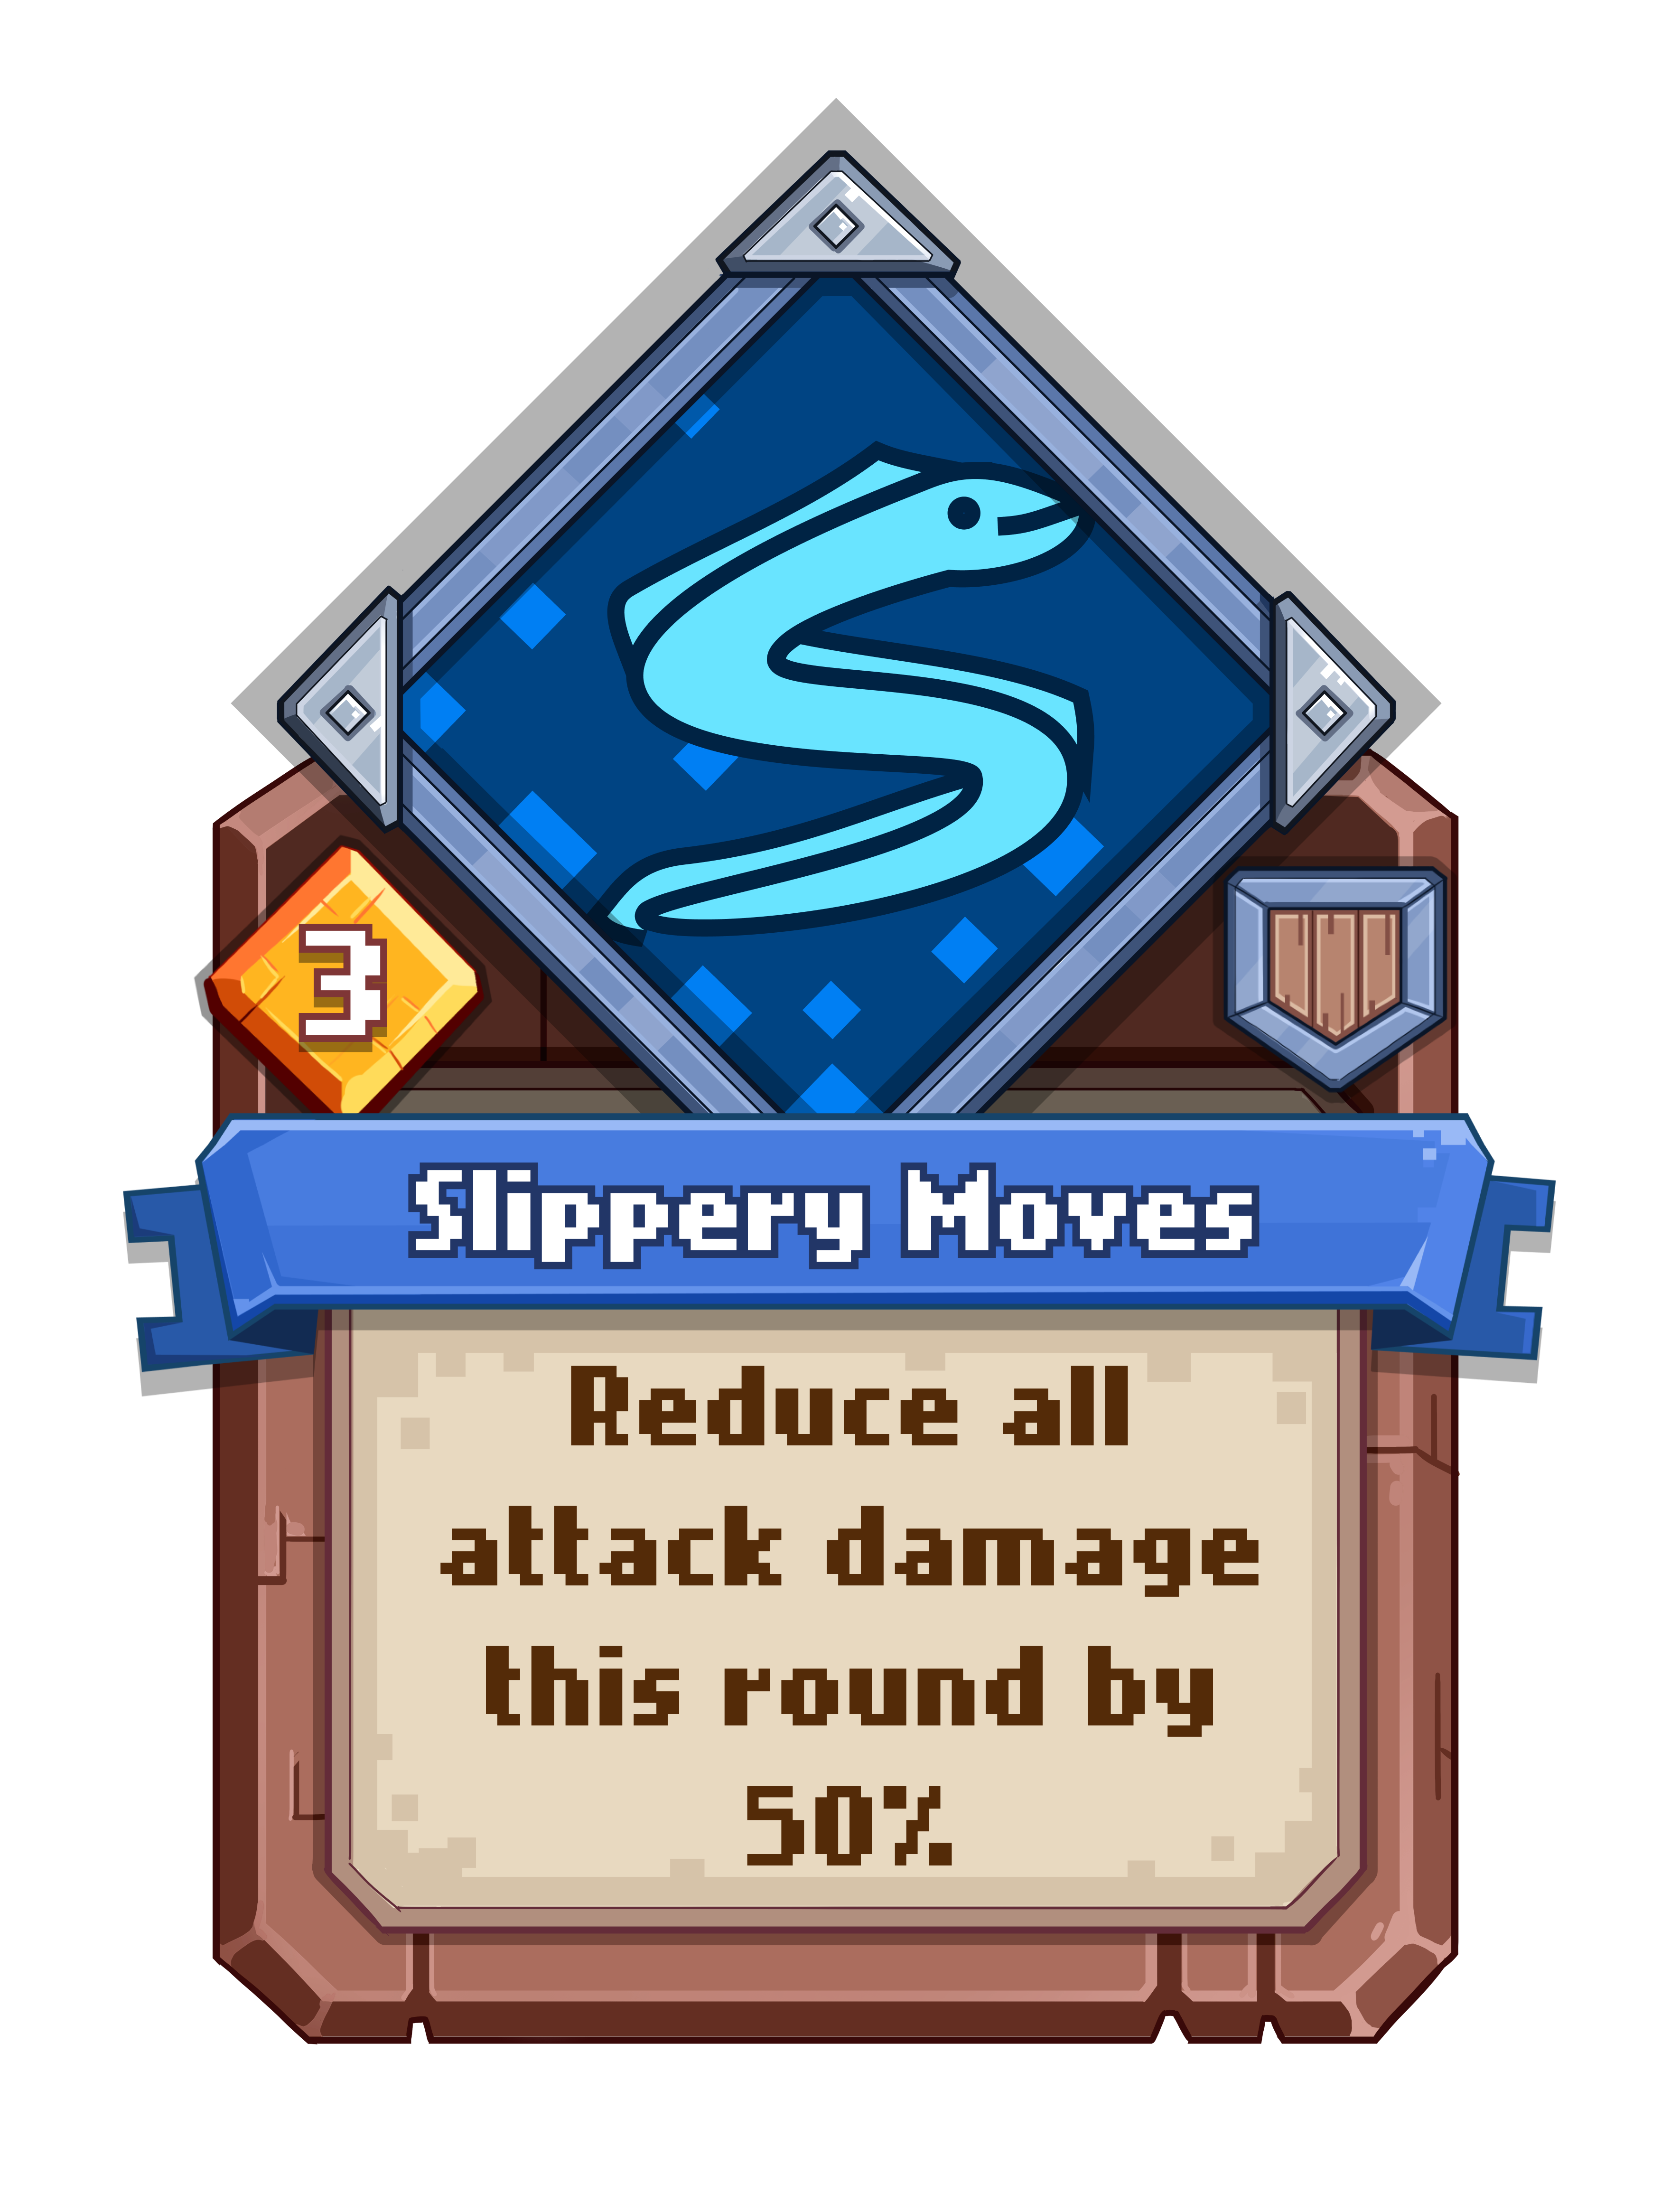 3
Slippery Moves
Reduce all
attack damage
this round by
50%